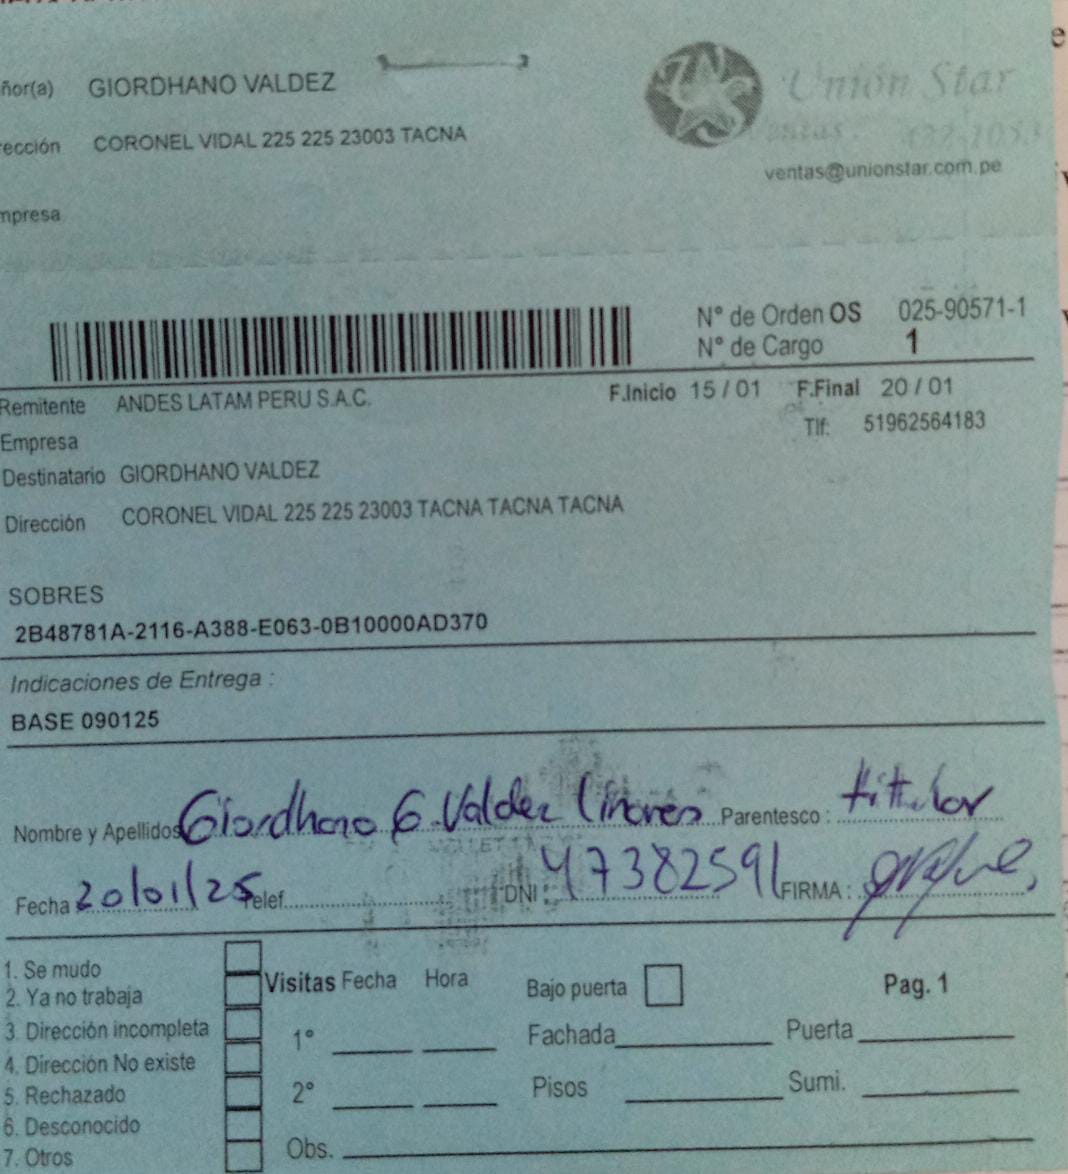 ñor(a) GIORDHANO VALDEZ
Unión Star
rección CORONEL VIDAL 225 225 23003 TACNA
Ventas
ventas@unionstar.com.pe
mpresa
N° de Orden OS 025-90571-1
N° de Cargo 1
Remitente ANDES LATAM PERU S.A.C. F.Inicio 15 / 01 F.Final 20 / 01
Empresa Tlf: 51962564183
Destinatario GIORDHANO VALDEZ
Dirección CORONEL VIDAL 225 225 23003 TACNA TACNA TACNA
SOBRES
2B48781A-2116-A388-E063-0B10000AD370
Indicaciones de Entrega :
BASE 090125
Nombre y Apellidos Giordhano G. Valdez Linares Parentesco : tittular
Fecha 20/01/25 Telef. DNI : 47382591 FIRMA :
1. Se mudo
2. Ya no trabaja
3. Dirección incompleta
4. Dirección No existe
5. Rechazado
6. Desconocido
7. Otros
Visitas Fecha Hora Bajo puerta Pag. 1
1° Fachada Puerta
2° Pisos Sumi.
Obs.